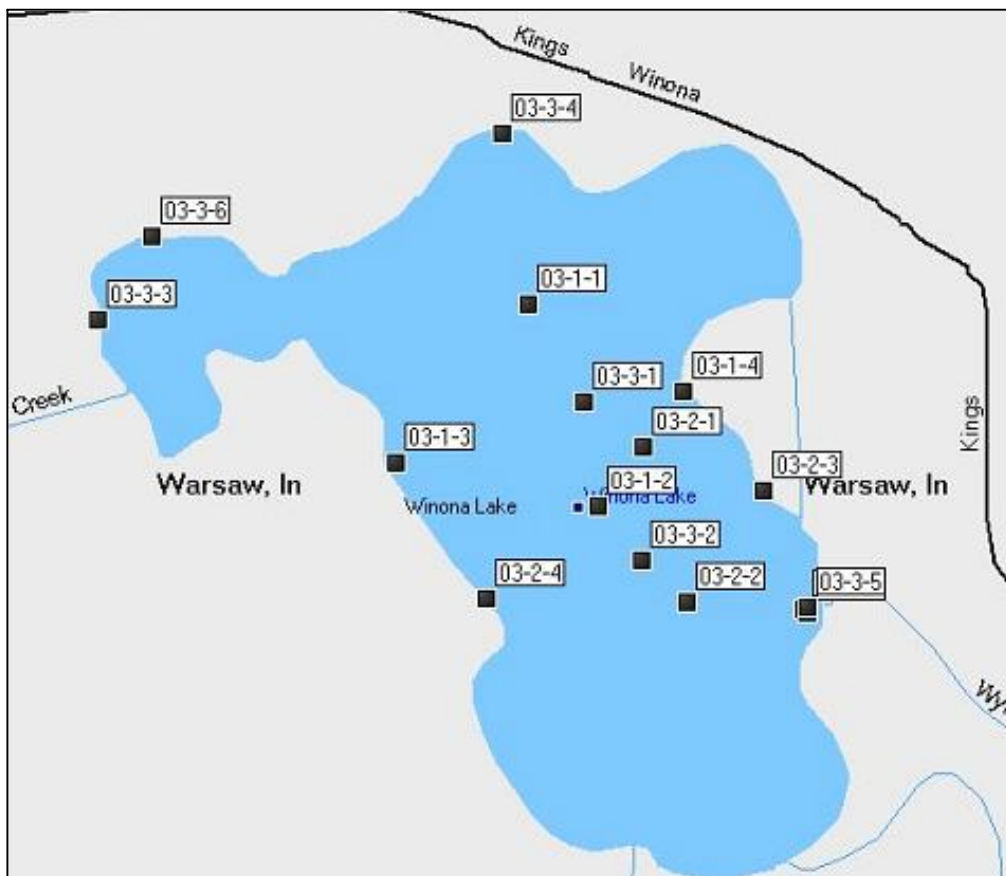 Kings
Winona
03-3-4
03-3-6
03-1-1
03-3-3
03-1-4
03-3-1
Creek
03-2-1
Kings
03-1-3
03-2-3
Warsaw, In
03-1-2
Warsaw, In
Winona Lake
Winona Lake
03-3-2
03-2-4
03-2-2
03-3-5